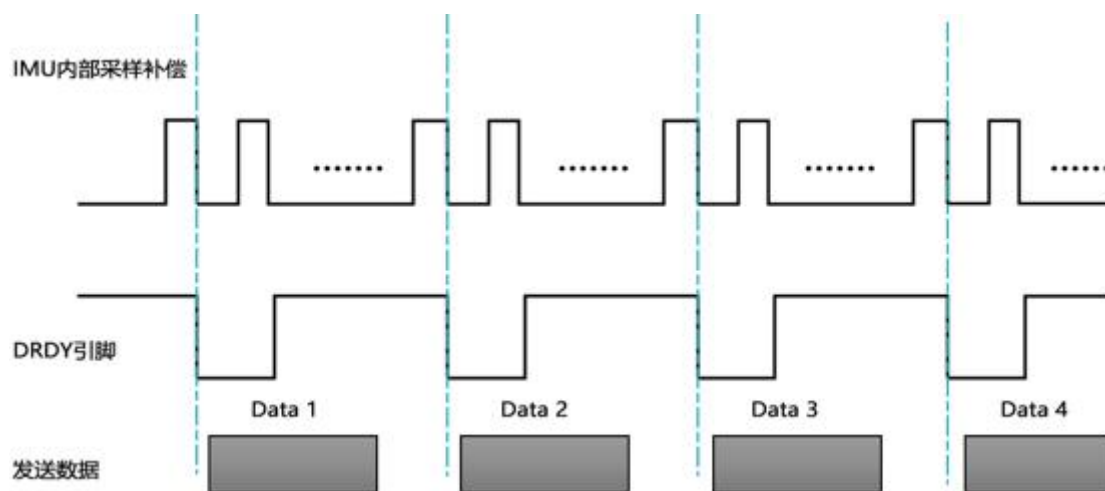 IMU内部采样补偿
....... ....... ....... .....
DRDY引脚
Data 1 Data 2 Data 3 Data 4
发送数据